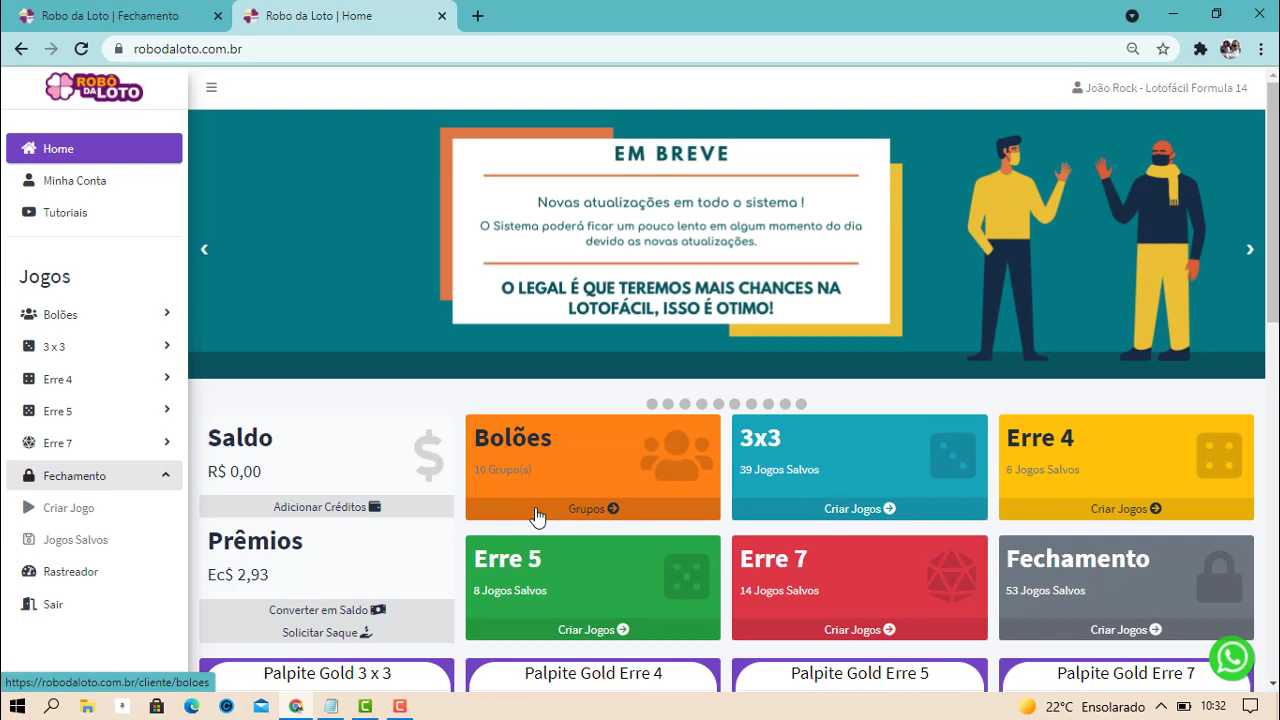 Robo da Loto | Fechamento
Robo da Loto | Home
robodaloto.com.br
ROBÔ
DA LOTO
João Rock - Lotofácil Formula 14
Home
Minha Conta
Tutoriais
Jogos
Bolões
3 x 3
Erre 4
Erre 5
Erre 7
Fechamento
Criar Jogo
Jogos Salvos
Rastreador
Sair
EM BREVE
Novas atualizações em todo o sistema !
O Sistema poderá ficar um pouco lento em algum momento do dia
devido as novas atualizações.
O LEGAL É QUE TEREMOS MAIS CHANCES NA
LOTOFÁCIL, ISSO É OTIMO!
Saldo
R$ 0,00
Adicionar Créditos
Bolões
10 Grupo(s)
Grupos
3x3
39 Jogos Salvos
Criar Jogos
Erre 4
6 Jogos Salvos
Criar Jogos
Prêmios
Ec$ 2,93
Converter em Saldo
Solicitar Saque
Erre 5
8 Jogos Salvos
Criar Jogos
Erre 7
14 Jogos Salvos
Criar Jogos
Fechamento
53 Jogos Salvos
Criar Jogos
Palpite Gold 3 x 3
Palpite Gold Erre 4
Palpite Gold Erre 5
Palpite Gold Erre 7
https://robodaloto.com.br/cliente/boloes
22°C Ensolarado
10:32